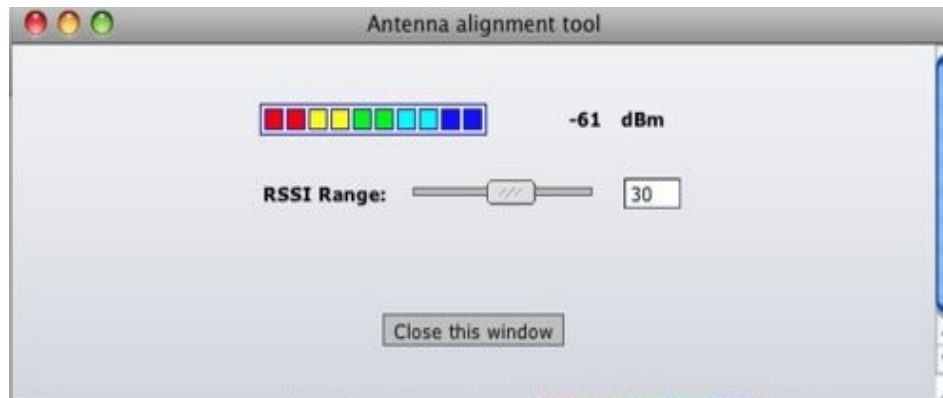 Antenna alignment tool
-61 dBm
RSSI Range: 30
Close this window